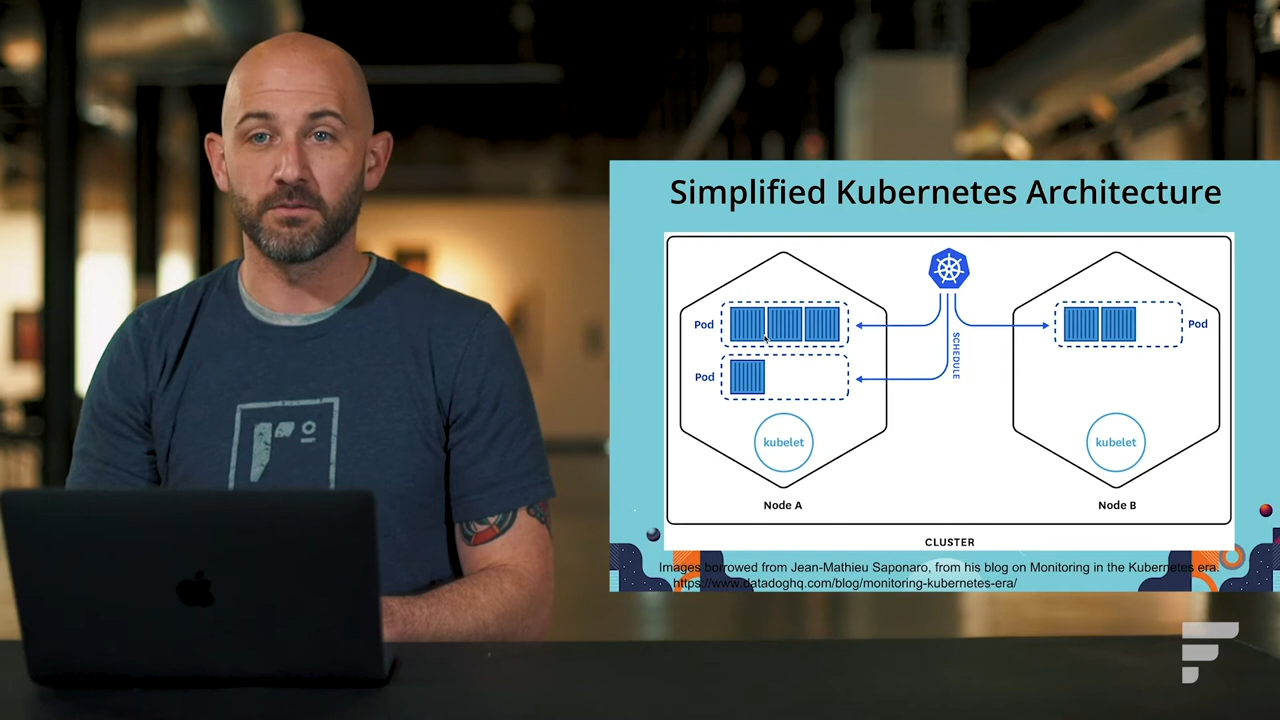 Simplified Kubernetes Architecture
Pod
Pod
SCHEDULE
Pod
kubelet
kubelet
Node A
Node B
CLUSTER
Images borrowed from Jean-Mathieu Saponaro, from his blog on Monitoring in the Kubernetes era.
https://www.datadoghq.com/blog/monitoring-kubernetes-era/